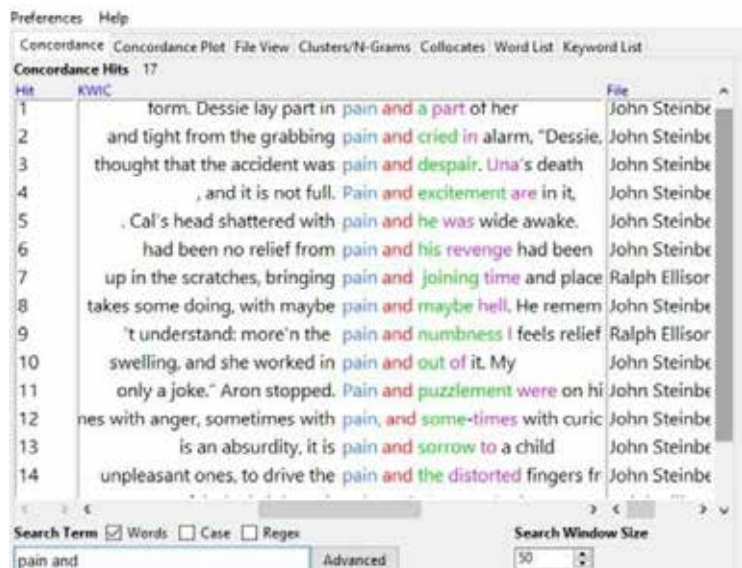 Preferences Help
Concordance Concordance Plot File View Clusters/N-Grams Collocates Word List Keyword List
Concordance Hits 17
Hit KWIC File
1 form. Dessie lay part in pain and a part of her John Steinbe
2 and tight from the grabbing pain and cried in alarm, "Dessie, John Steinbe
3 thought that the accident was pain and despair. Una's death John Steinbe
4 , and it is not full. Pain and excitement are in it, John Steinbe
5 . Cal's head shattered with pain and he was wide awake. John Steinbe
6 had been no relief from pain and his revenge had been John Steinbe
7 up in the scratches, bringing pain and joining time and place Ralph Ellisor
8 takes some doing, with maybe pain and maybe hell. He remem John Steinbe
9 't understand: more'n the pain and numbness I feels relief Ralph Ellisor
10 swelling, and she worked in pain and out of it. My John Steinbe
11 only a joke." Aron stopped. Pain and puzzlement were on hi John Steinbe
12 nes with anger, sometimes with pain, and some-times with curic John Steinbe
13 is an absurdity, it is pain and sorrow to a child John Steinbe
14 unpleasant ones, to drive the pain and the distorted fingers fr John Steinbe
Search Term Words Case Regex Search Window Size
pain and Advanced 50